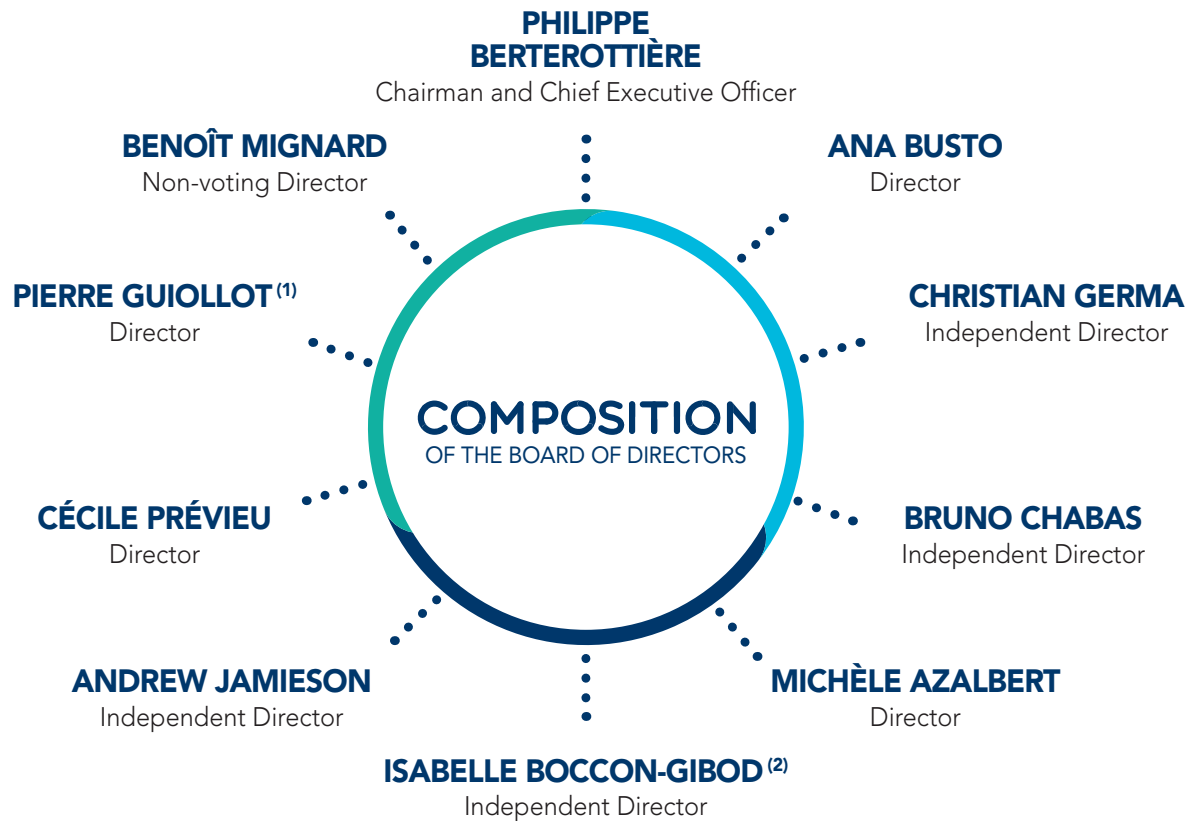 PHILIPPE
BERTEROTTIÈRE
Chairman and Chief Executive Officer
BENOÎT MIGNARD
Non-voting Director
ANA BUSTO
Director
PIERRE GUIOLLOT (1)
Director
CHRISTIAN GERMA
Independent Director
COMPOSITION
OF THE BOARD OF DIRECTORS
CÉCILE PRÉVIEU
Director
BRUNO CHABAS
Independent Director
ANDREW JAMIESON
Independent Director
MICHÈLE AZALBERT
Director
ISABELLE BOCCON-GIBOD (2)
Independent Director